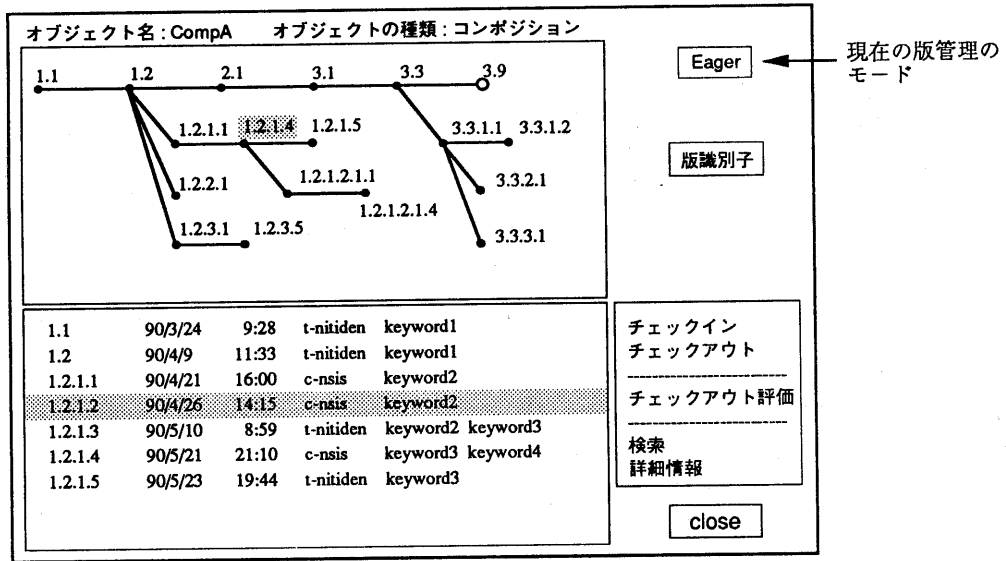 オブジェクト名 : CompA オブジェクトの種類 : コンポジション
1.1 1.2 2.1 3.1 3.3 3.9
1.2.1.1 1.2.1.4 1.2.1.5 3.3.1.1 3.3.1.2
1.2.2.1 1.2.1.2.1.1 3.3.2.1
1.2.1.2.1.4
1.2.3.1 1.2.3.5 3.3.3.1
Eager
現在の版管理の
モード
版識別子
1.1 90/3/24 9:28 t-nitiden keyword1
1.2 90/4/9 11:33 t-nitiden keyword1
1.2.1.1 90/4/21 16:00 c-nsis keyword2
1.2.1.2 90/4/26 14:15 c-nsis keyword2
1.2.1.3 90/5/10 8:59 t-nitiden keyword2 keyword3
1.2.1.4 90/5/21 21:10 c-nsis keyword3 keyword4
1.2.1.5 90/5/23 19:44 t-nitiden keyword3
チェックイン
チェックアウト
チェックアウト評価
検索
詳細情報
close